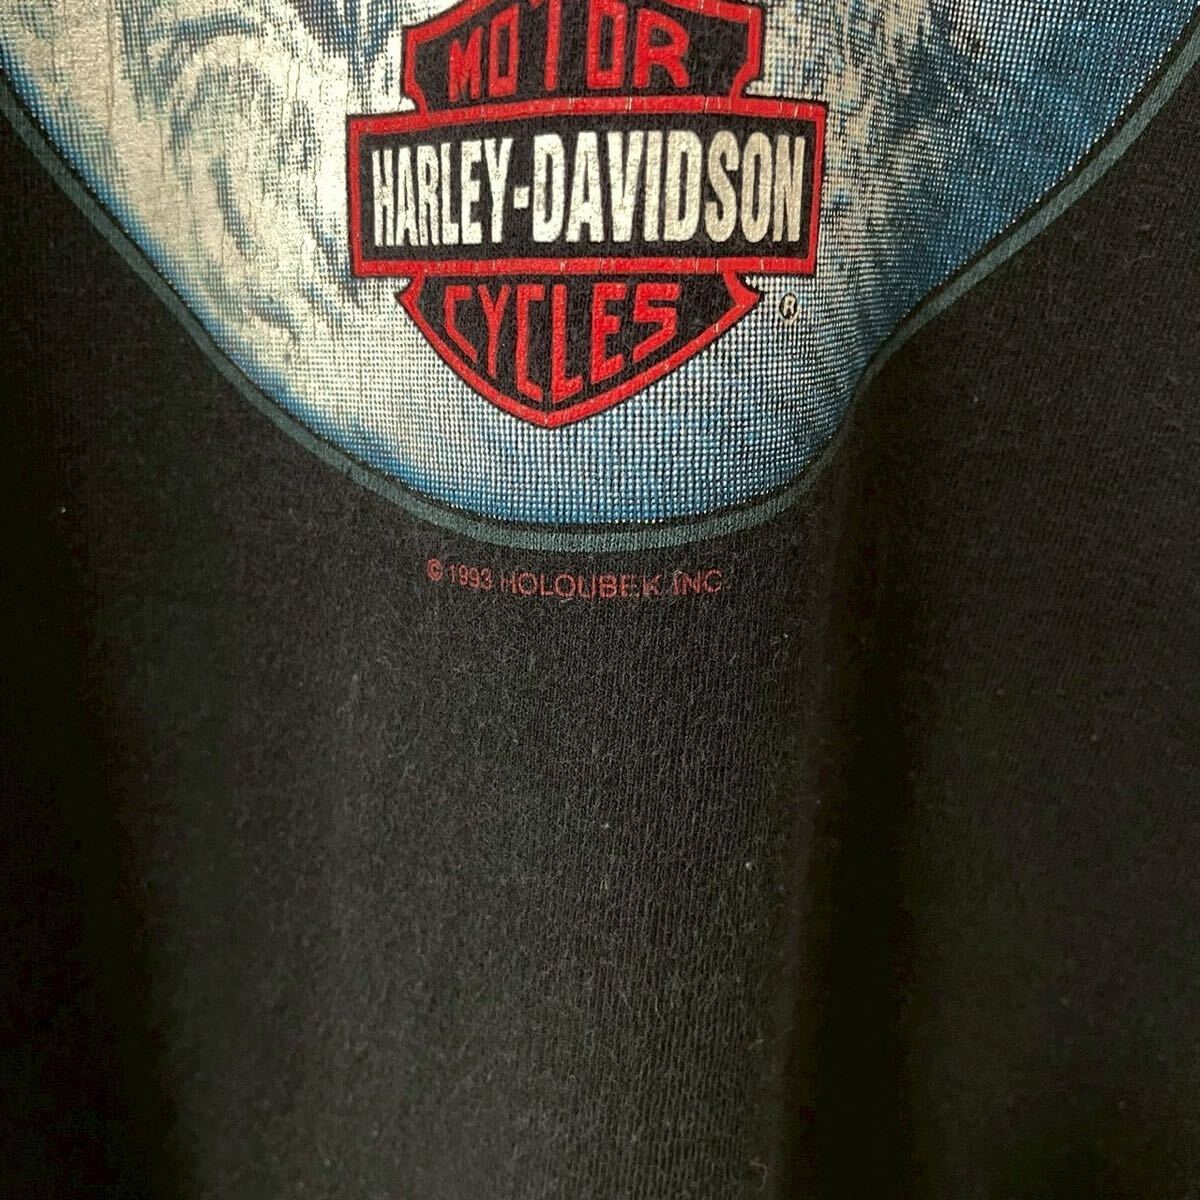 MOTOR
HARLEY-DAVIDSON
CYCLES ®
© 1993 HOLOUBEK INC.